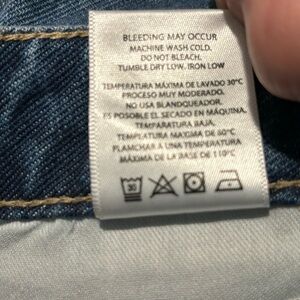 BLEEDING MAY OCCUR
MACHINE WASH COLD.
DO NOT BLEACH.
TUMBLE DRY LOW. IRON LOW
TEMPERATURA MÁXIMA DE LAVADO 30°C
PROCESO MUY MODERADO.
NO USA BLANQUEADOR.
ES POSIBLE EL SECADO EN MÁQUINA.
TEMPARATURA BAJA.
TEMPERATURA MAXIMA DE 60°C
PLANCHAR A UNA TEMPERATURA
MÁXIMA DE LA BASE DE 110°C
30